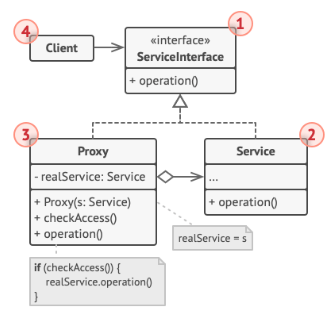 1
4
«interface»
ServiceInterface
Client
+ operation()
3
2
Proxy
Service
- realService: Service
...
+ Proxy(s: Service)
+ checkAccess()
+ operation()
+ operation()
realService = s
if (checkAccess()) {
realService.operation()
}